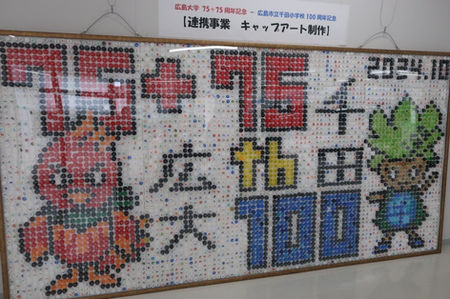 広島大学 75+75周年記念 － 広島市立千田小学校 100周年記念
【連携事業 キャップアート制作】
75+75 2024.10
th
100
広大
千田